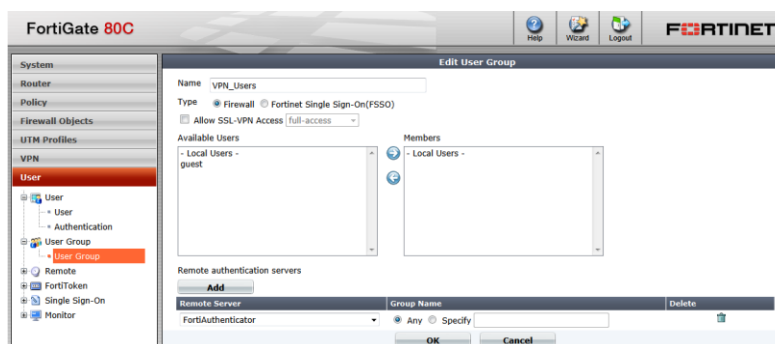 FortiGate 80C
Help
Wizard
Logout
FORTINET
System
Router
Policy
Firewall Objects
UTM Profiles
VPN
User
User
User
Authentication
User Group
User Group
Remote
FortiToken
Single Sign-On
Monitor
Edit User Group
Name VPN_Users
Type Firewall Fortinet Single Sign-On(FSSO)
Allow SSL-VPN Access full-access
Available Users Members
- Local Users - - Local Users -
guest
Remote authentication servers
Add
Remote Server Group Name Delete
FortiAuthenticator Any Specify
OK Cancel